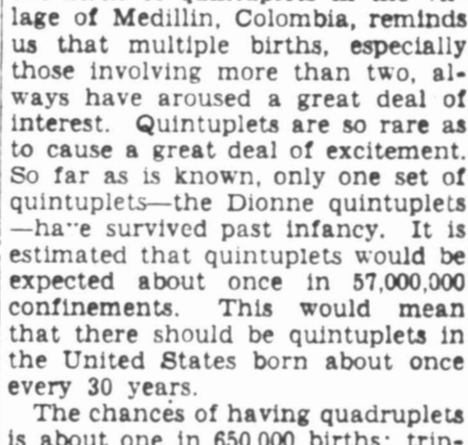 lage of Medillin, Colombia, reminds
us that multiple births, especially
those involving more than two, al-
ways have aroused a great deal of
interest. Quintuplets are so rare as
to cause a great deal of excitement.
So far as is known, only one set of
quintuplets—the Dionne quintuplets
—have survived past infancy. It is
estimated that quintuplets would be
expected about once in 57,000,000
confinements. This would mean
that there should be quintuplets in
the United States born about once
every 30 years.
The chances of having quadruplets
is about one in 650,000 births; trip-